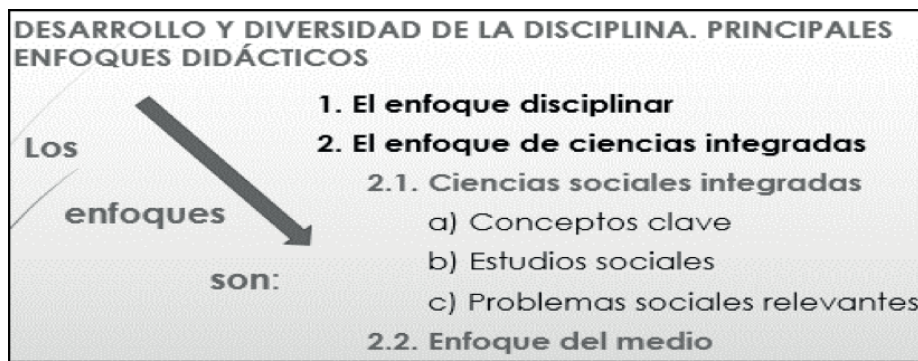 DESARROLLO Y DIVERSIDAD DE LA DISCIPLINA. PRINCIPALES
ENFOQUES DIDÁCTICOS
Los
enfoques
son:
1. El enfoque disciplinar
2. El enfoque de ciencias integradas
2.1. Ciencias sociales integradas
a) Conceptos clave
b) Estudios sociales
c) Problemas sociales relevantes
2.2. Enfoque del medio